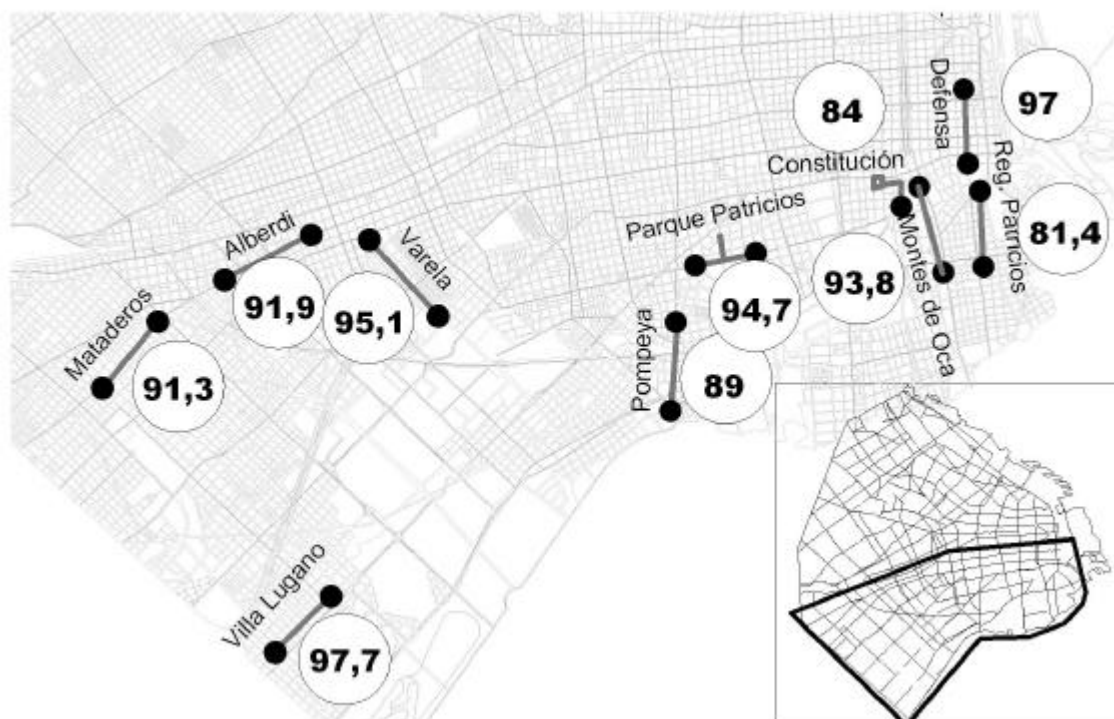 Defensa
97
84
Constitución
Reg. Patricios
81,4
Parque Patricios
Montes de Oca
93,8
94,7
Alberdi
91,9
Varela
95,1
Mataderos
91,3
Pompeya
89
Villa Lugano
97,7